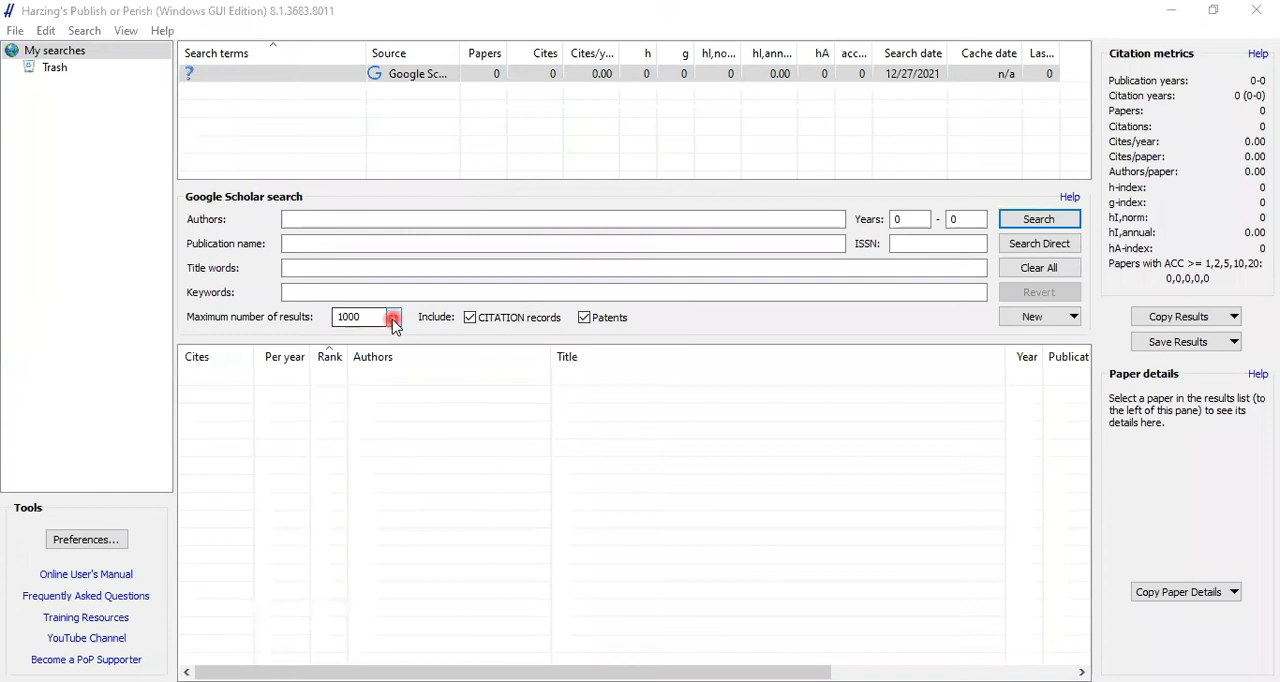 Harzing's Publish or Perish (Windows GUI Edition) 8.1.3683.8011
File Edit Search View Help
My searches
Trash
Search terms Source Papers Cites Cites/y... h g hI,no... hI,ann... hA acc... Search date Cache date Las...
? Google Sc... 0 0 0.00 0 0 0 0.00 0 0 12/27/2021 n/a 0
Google Scholar search Help
Authors: Years: 0 - 0 Search
Publication name: ISSN: Search Direct
Title words: Clear All
Keywords: Revert
Maximum number of results: 1000 Include: CITATION records Patents New
Cites Per year Rank Authors Title Year Publicat
Citation metrics Help
Publication years: 0-0
Citation years: 0 (0-0)
Papers: 0
Citations: 0
Cites/year: 0.00
Cites/paper: 0.00
Authors/paper: 0.00
h-index: 0
g-index: 0
hI,norm: 0
hI,annual: 0.00
hA-index: 0
Papers with ACC >= 1,2,5,10,20:
0,0,0,0,0
Copy Results
Save Results
Paper details Help
Select a paper in the results list (to
the left of this pane) to see its
details here.
Copy Paper Details
Tools
Preferences...
Online User's Manual
Frequently Asked Questions
Training Resources
YouTube Channel
Become a PoP Supporter